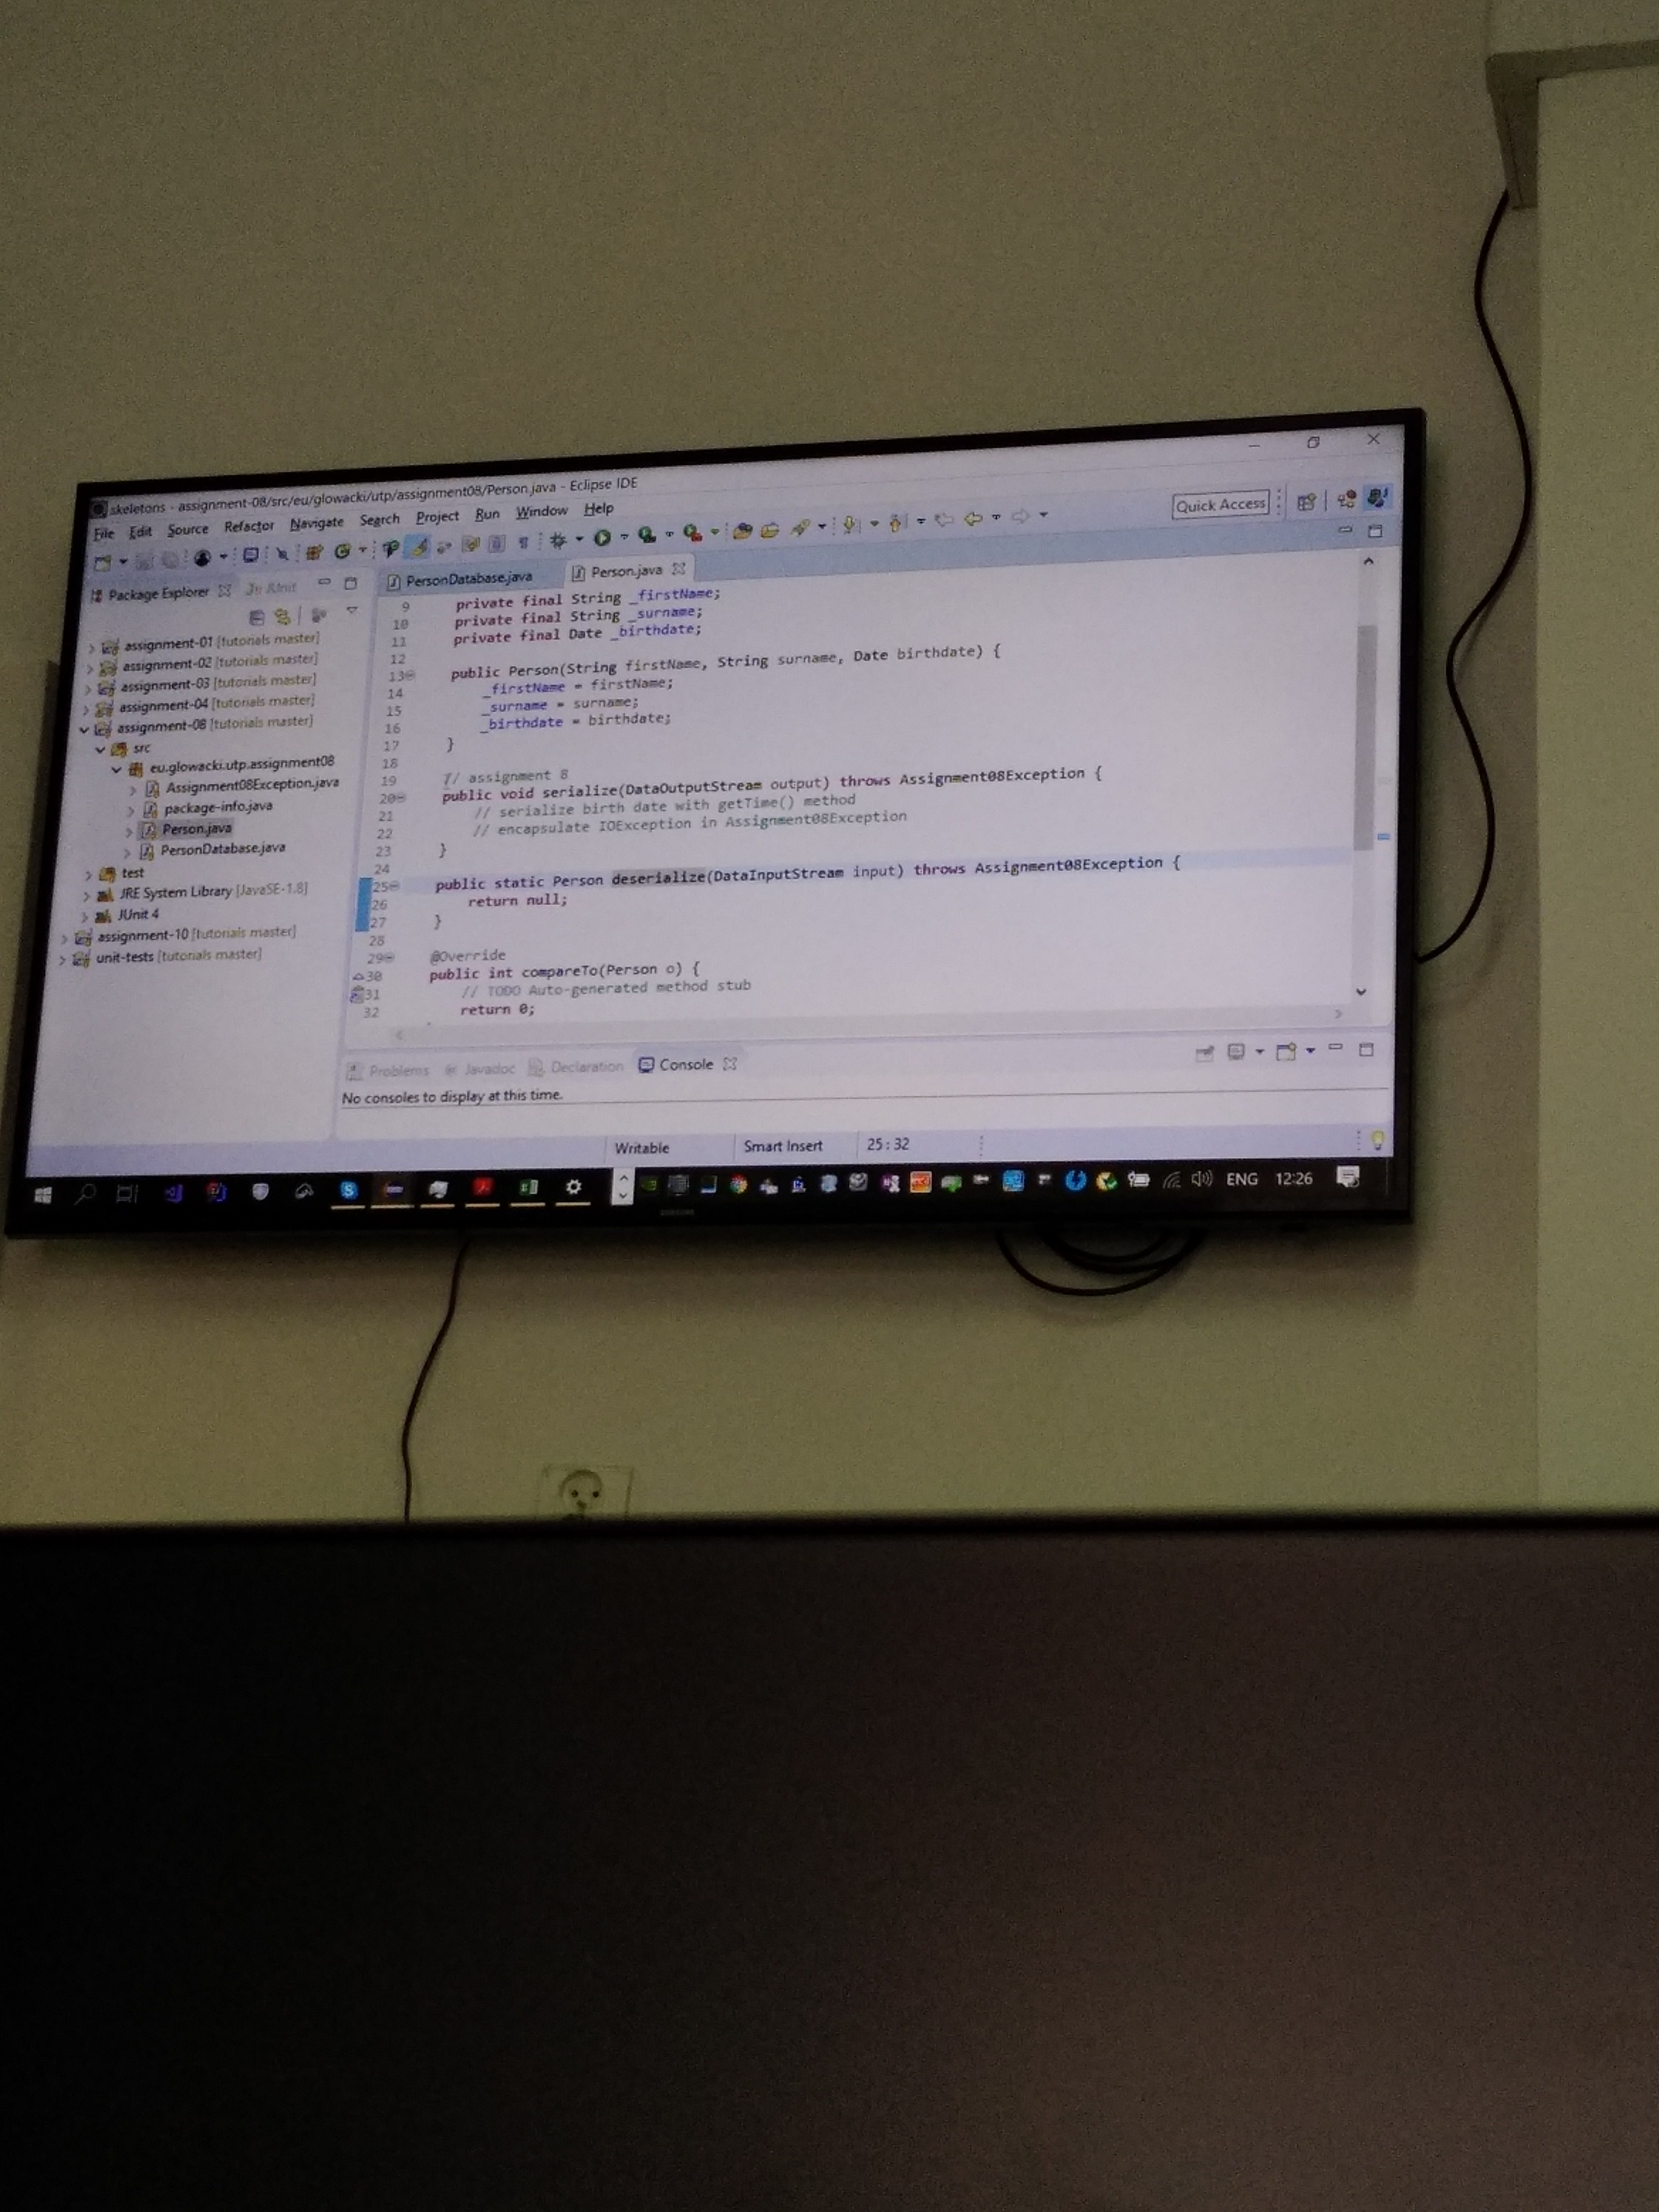 skeletons - assignment-08/src/eu/glowacki/utp/assignment08/Person.java - Eclipse IDE
File Edit Source Refactor Navigate Search Project Run Window Help
Quick Access
Package Explorer JUnit
assignment-01 [tutorials master]
assignment-02 [tutorials master]
assignment-03 [tutorials master]
assignment-04 [tutorials master]
assignment-08 [tutorials master]
src
eu.glowacki.utp.assignment08
Assignment08Exception.java
package-info.java
Person.java
PersonDatabase.java
test
JRE System Library [JavaSE-1.8]
JUnit 4
assignment-10 [tutorials master]
unit-tests [tutorials master]
PersonDatabase.java Person.java
9 private final String _firstName;
10 private final String _surname;
11 private final Date _birthdate;
12
13 public Person(String firstName, String surname, Date birthdate) {
14 _firstName = firstName;
15 _surname = surname;
16 _birthdate = birthdate;
17 }
18
19 // assignment 8
20 public void serialize(DataOutputStream output) throws Assignment08Exception {
21 // serialize birth date with getTime() method
22 // encapsulate IOException in Assignment08Exception
23 }
24
25 public static Person deserialize(DataInputStream input) throws Assignment08Exception {
26 return null;
27 }
28
29 @Override
30 public int compareTo(Person o) {
31 // TODO Auto-generated method stub
32 return 0;
Problems Javadoc Declaration Console
No consoles to display at this time.
Writable Smart Insert 25 : 32
ENG 12:26
SAMSUNG